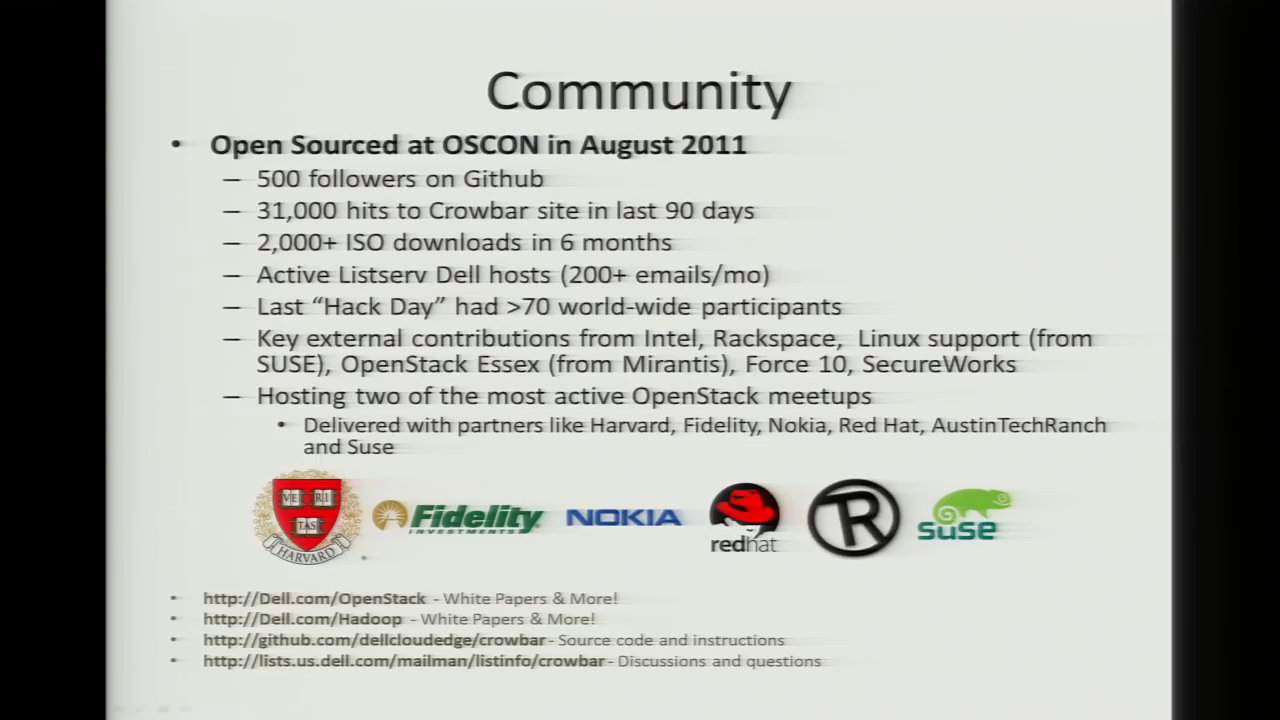 Community
• Open Sourced at OSCON in August 2011
– 500 followers on Github
– 31,000 hits to Crowbar site in last 90 days
– 2,000+ ISO downloads in 6 months
– Active Listserv Dell hosts (200+ emails/mo)
– Last “Hack Day” had >70 world-wide participants
– Key external contributions from Intel, Rackspace, Linux support (from
SUSE), OpenStack Essex (from Mirantis), Force 10, SecureWorks
– Hosting two of the most active OpenStack meetups
• Delivered with partners like Harvard, Fidelity, Nokia, Red Hat, AustinTechRanch
and Suse
VE RI
TAS
HARVARD
Fidelity
INVESTMENTS
NOKIA
redhat
TR
suse
• http://Dell.com/OpenStack - White Papers & More!
• http://Dell.com/Hadoop - White Papers & More!
• http://github.com/dellcloudedge/crowbar - Source code and instructions
• http://lists.us.dell.com/mailman/listinfo/crowbar - Discussions and questions